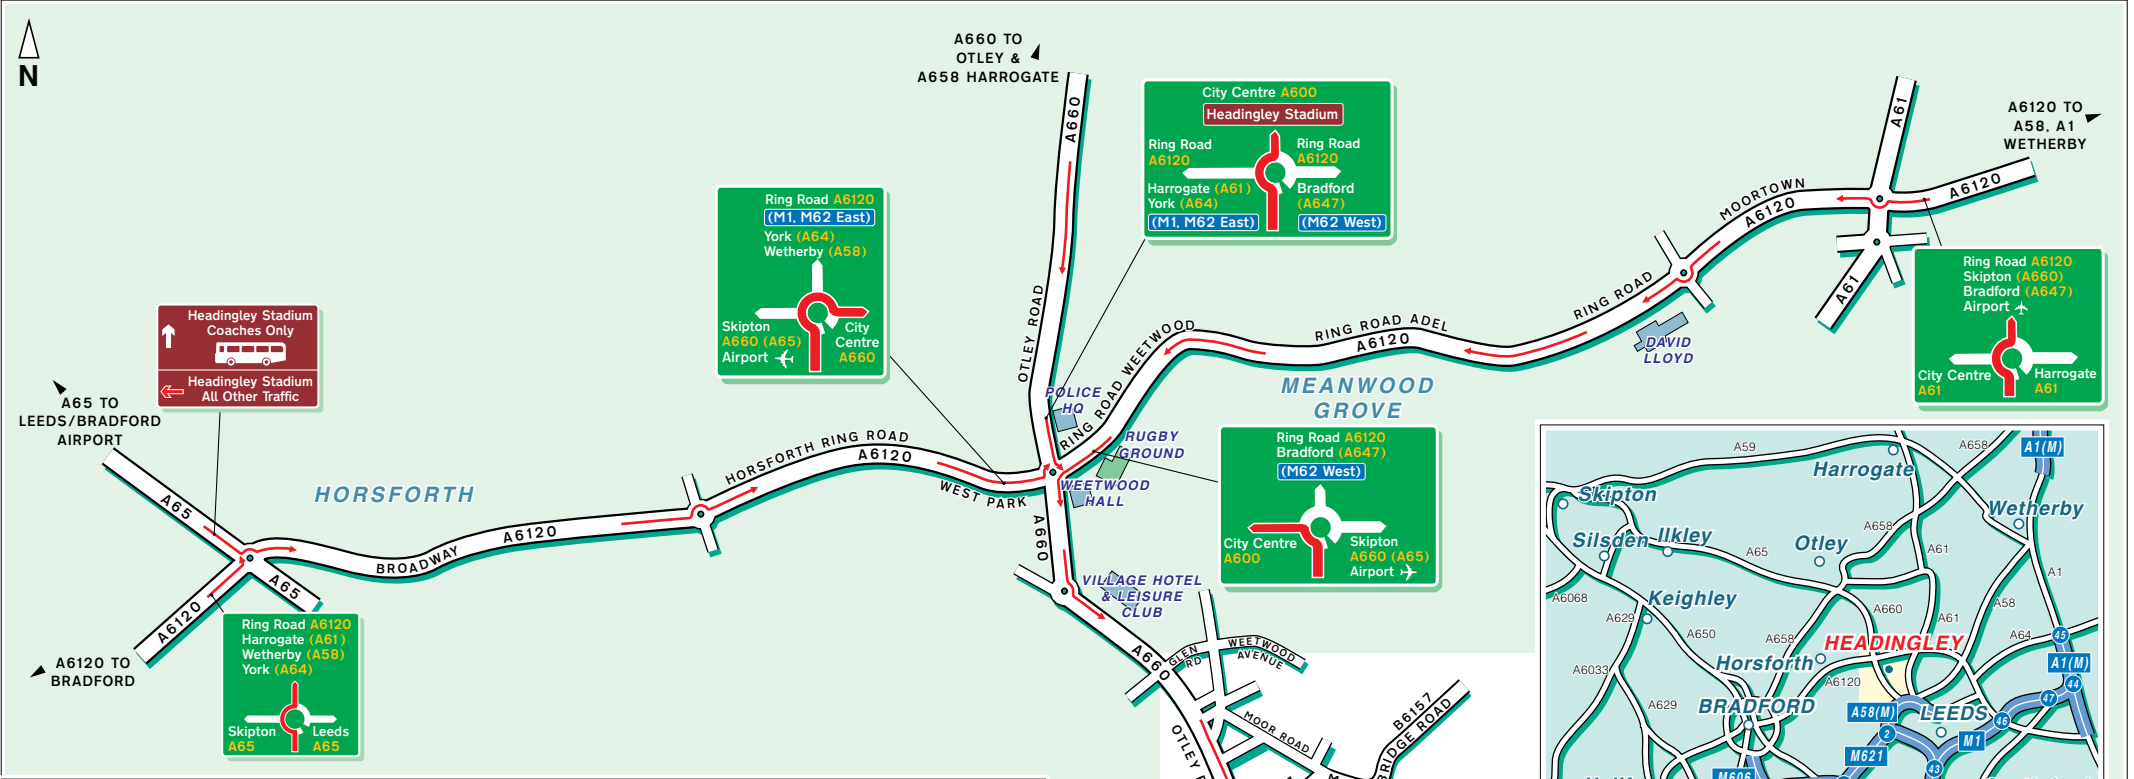 N
A660 TO
OTLEY &
A658 HARROGATE
A660
OTLEY ROAD
City Centre A600
Headingley Stadium
Ring Road
A6120
Ring Road
A6120
Harrogate (A61)
York (A64)
(M1, M62 East)
Bradford
(A647)
(M62 West)
A61
A6120 TO
A58, A1
WETHERBY
A6120
MOORTOWN
A6120
A61
Ring Road A6120
Skipton (A660)
Bradford (A647)
Airport
City Centre
A61
Harrogate
A61
Ring Road A6120
(M1, M62 East)
York (A64)
Wetherby (A58)
Skipton
A660 (A65)
Airport
City
Centre
A660
RING ROAD
DAVID
LLOYD
RING ROAD ADEL
A6120
RING ROAD WEETWOOD
MEANWOOD
GROVE
POLICE
HQ
RUGBY
GROUND
WEETWOOD
HALL
Headingley Stadium
Coaches Only
Headingley Stadium
All Other Traffic
A65 TO
LEEDS/BRADFORD
AIRPORT
A65
HORSFORTH
HORSFORTH RING ROAD
A6120
WEST PARK
A6120
BROADWAY
A65
A6120
A6120 TO
BRADFORD
Ring Road A6120
Harrogate (A61)
Wetherby (A58)
York (A64)
Skipton
A65
Leeds
A65
Ring Road A6120
Bradford (A647)
(M62 West)
City Centre
A600
Skipton
A660 (A65)
Airport
A660
VILLAGE HOTEL
& LEISURE
CLUB
A660
GLEN
RD
WEETWOOD
AVENUE
MOOR ROAD
B6157
BRIDGE ROAD
OTLEY
A59
A658
A1(M)
Harrogate
Skipton
Wetherby
A658
Silsden
Ilkley
A65
Otley
A61
A1
A6068
Keighley
A629
A660
A58
A61
A650
A658
A64
45
HEADINGLEY
Horsforth
A1(M)
A6033
A6120
44
47
A629
BRADFORD
A58(M)
LEEDS
46
2
M1
M621
43
M606